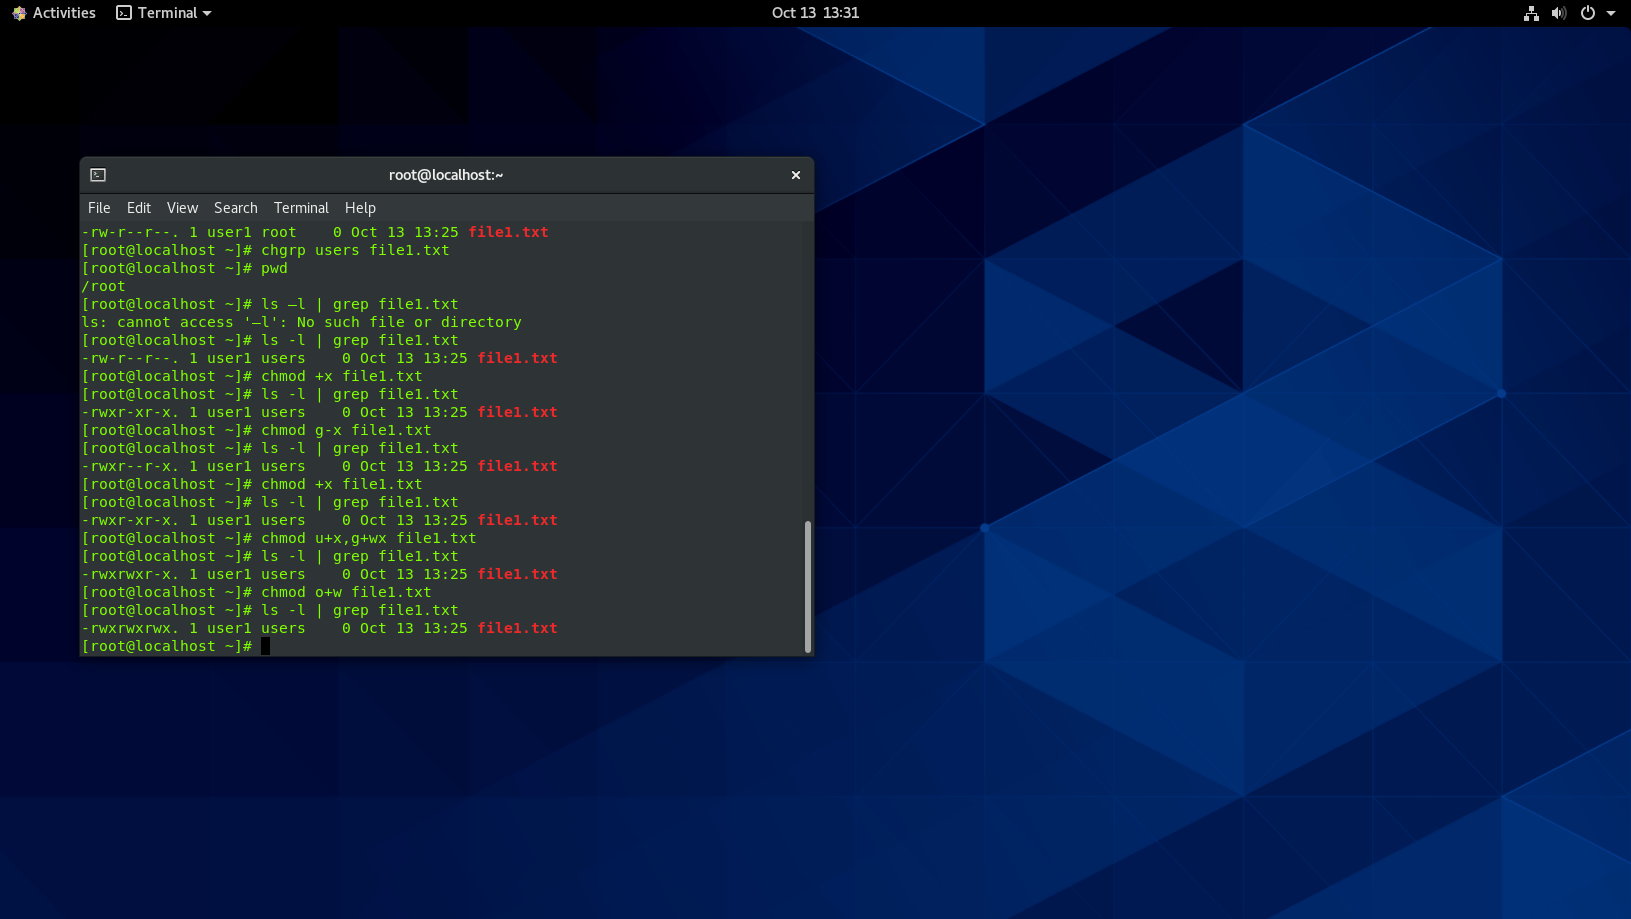 Activities Terminal Oct 13 13:31
root@localhost:~
File Edit View Search Terminal Help
-rw-r--r--. 1 user1 root    0 Oct 13 13:25 file1.txt
[root@localhost ~]# chgrp users file1.txt
[root@localhost ~]# pwd
/root
[root@localhost ~]# ls –l | grep file1.txt
ls: cannot access '–l': No such file or directory
[root@localhost ~]# ls -l | grep file1.txt
-rw-r--r--. 1 user1 users    0 Oct 13 13:25 file1.txt
[root@localhost ~]# chmod +x file1.txt
[root@localhost ~]# ls -l | grep file1.txt
-rwxr-xr-x. 1 user1 users    0 Oct 13 13:25 file1.txt
[root@localhost ~]# chmod g-x file1.txt
[root@localhost ~]# ls -l | grep file1.txt
-rwxr--r-x. 1 user1 users    0 Oct 13 13:25 file1.txt
[root@localhost ~]# chmod +x file1.txt
[root@localhost ~]# ls -l | grep file1.txt
-rwxr-xr-x. 1 user1 users    0 Oct 13 13:25 file1.txt
[root@localhost ~]# chmod u+x,g+wx file1.txt
[root@localhost ~]# ls -l | grep file1.txt
-rwxrwxr-x. 1 user1 users    0 Oct 13 13:25 file1.txt
[root@localhost ~]# chmod o+w file1.txt
[root@localhost ~]# ls -l | grep file1.txt
-rwxrwxrwx. 1 user1 users    0 Oct 13 13:25 file1.txt
[root@localhost ~]#